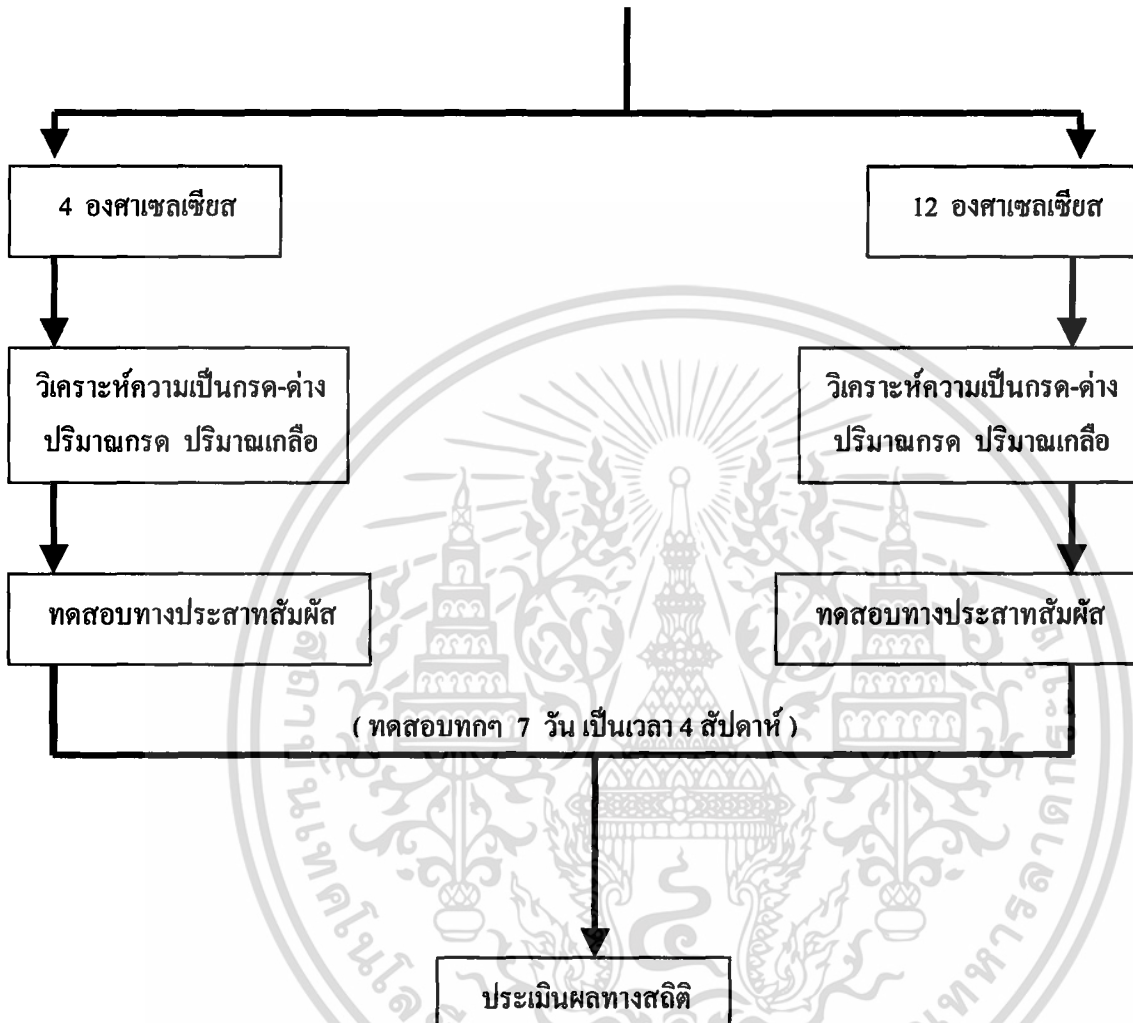 4 องศาเซลเซียส
12 องศาเซลเซียส
วิเคราะห์ความเป็นกรด-ด่าง
ปริมาณกรด ปริมาณเกลือ
วิเคราะห์ความเป็นกรด-ด่าง
ปริมาณกรด ปริมาณเกลือ
ทดสอบทางประสาทสัมผัส
ทดสอบทางประสาทสัมผัส
( ทดสอบทกๆ 7 วัน เป็นเวลา 4 สัปดาห์ )
ประเมินผลทางสถิติ